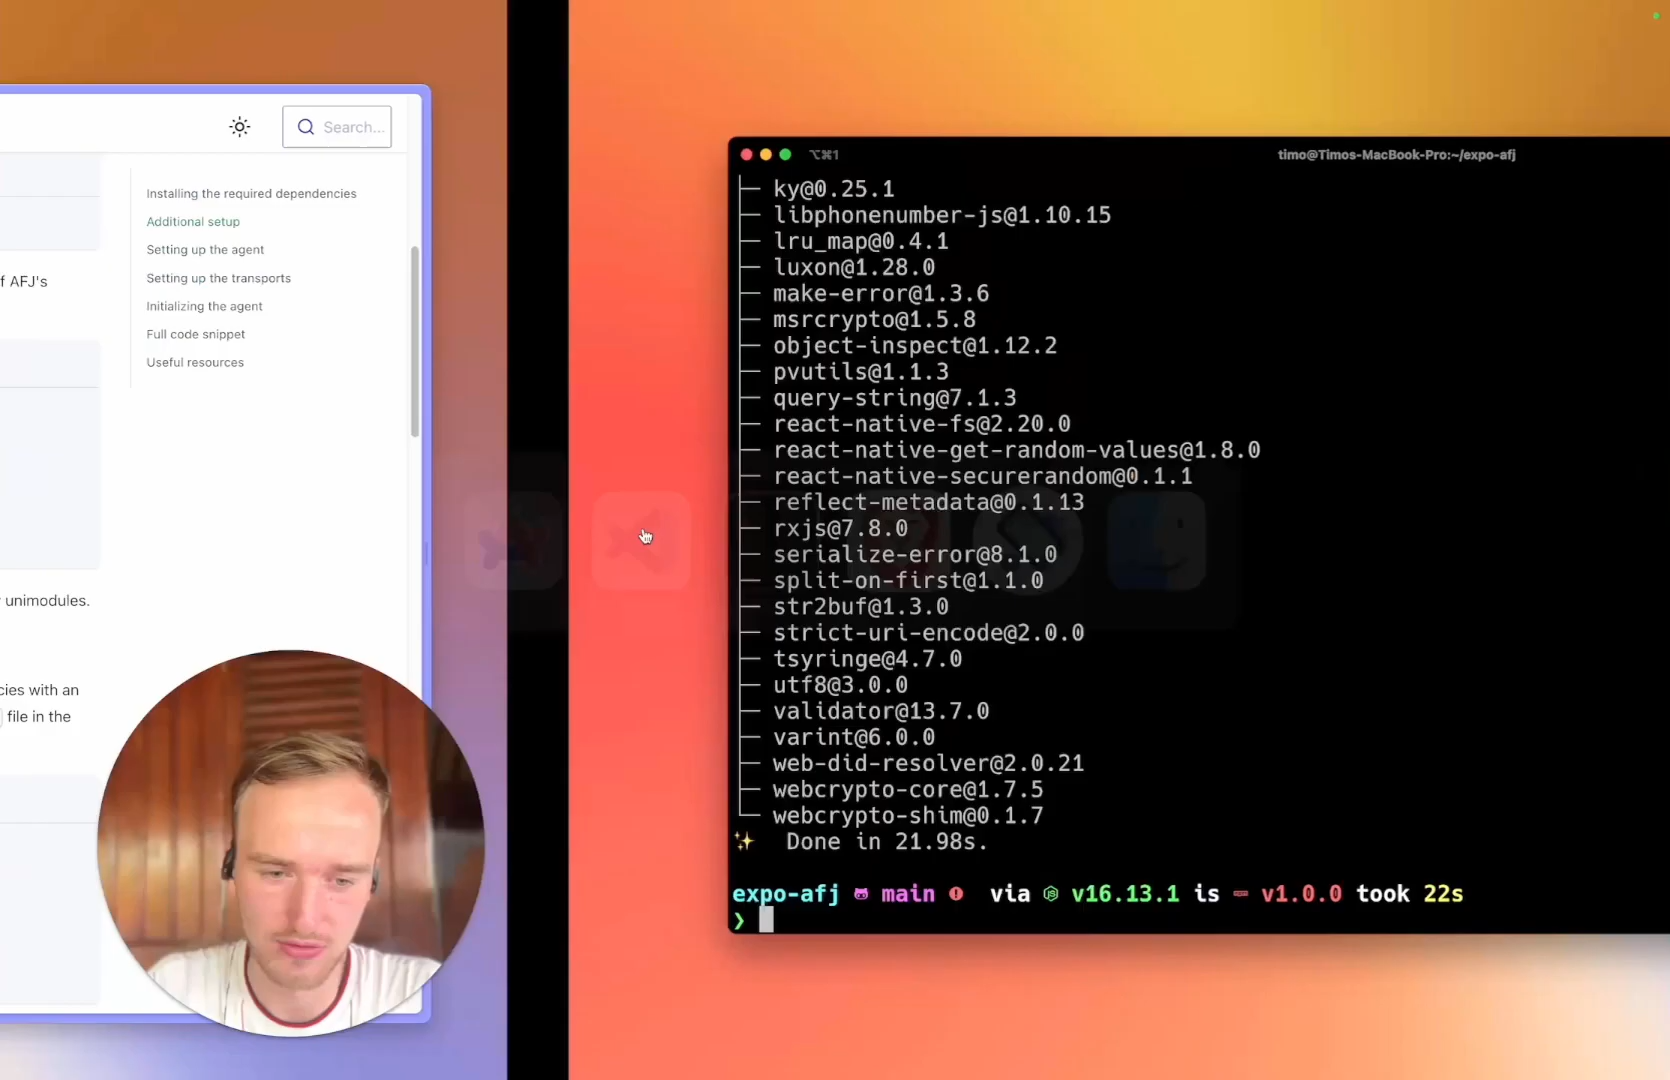 Search...
Installing the required dependencies
Additional setup
Setting up the agent
Setting up the transports
Initializing the agent
Full code snippet
Useful resources
f AFJ's
unimodules.
cies with an
file in the
⌥⌘1
timo@Timos-MacBook-Pro:~/expo-afj
├─ ky@0.25.1
├─ libphonenumber-js@1.10.15
├─ lru_map@0.4.1
├─ luxon@1.28.0
├─ make-error@1.3.6
├─ msrcrypto@1.5.8
├─ object-inspect@1.12.2
├─ pvutils@1.1.3
├─ query-string@7.1.3
├─ react-native-fs@2.20.0
├─ react-native-get-random-values@1.8.0
├─ react-native-securerandom@0.1.1
├─ reflect-metadata@0.1.13
├─ rxjs@7.8.0
├─ serialize-error@8.1.0
├─ split-on-first@1.1.0
├─ str2buf@1.3.0
├─ strict-uri-encode@2.0.0
├─ tsyringe@4.7.0
├─ utf8@3.0.0
├─ validator@13.7.0
├─ varint@6.0.0
├─ web-did-resolver@2.0.21
├─ webcrypto-core@1.7.5
└─ webcrypto-shim@0.1.7
✨ Done in 21.98s.
expo-afj main via v16.13.1 is v1.0.0 took 22s
❯